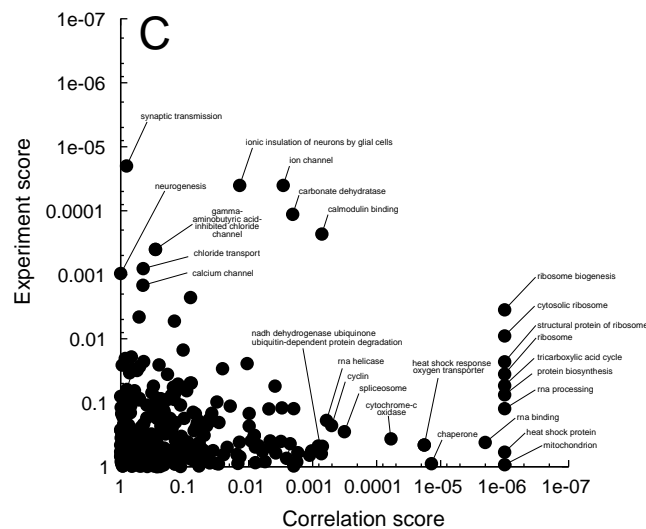 C
1e-07
1e-06
1e-05
0.0001
0.001
0.01
0.1
1
Experiment score
synaptic transmission
ionic insulation of neurons by glial cells
ion channel
neurogenesis
carbonate dehydratase
gamma-
aminobutyric acid-
inhibited chloride
channel
calmodulin binding
chloride transport
calcium channel
ribosome biogenesis
cytosolic ribosome
structural protein of ribosome
ribosome
tricarboxylic acid cycle
protein biosynthesis
rna processing
nadh dehydrogenase ubiquinone
ubiquitin-dependent protein degradation
rna helicase
cyclin
spliceosome
heat shock response
oxygen transporter
cytochrome-c
oxidase
chaperone
rna binding
heat shock protein
mitochondrion
1 0.1 0.01 0.001 0.0001 1e-05 1e-06 1e-07
Correlation score